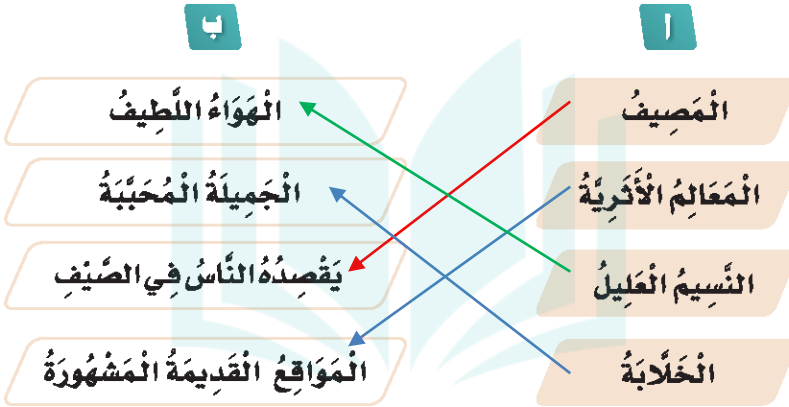 أ ب
الْمَصِيفُ الْهَوَاءُ اللَّطِيفُ
الْمَعَالِمُ الْأَثَرِيَّةُ الْجَمِيلَةُ الْمُحَبَّبَةُ
النَّسِيمُ الْعَلِيلُ يَقْصِدُهُ النَّاسُ فِي الصَّيْفِ
الْخَلَّابَةُ الْمَوَاقِعُ الْقَدِيمَةُ الْمَشْهُورَةُ